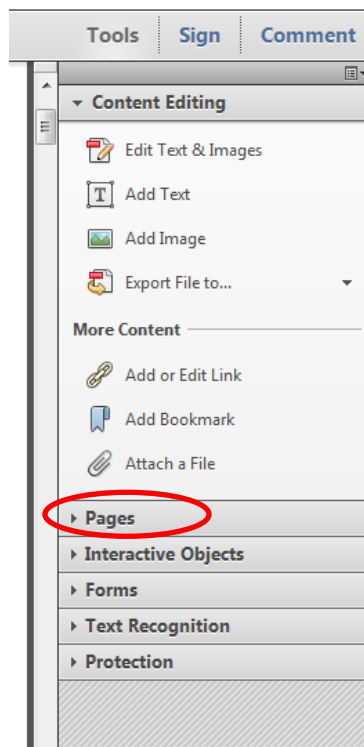 Tools Sign Comment
Content Editing
Edit Text & Images
Add Text
Add Image
Export File to...
More Content
Add or Edit Link
Add Bookmark
Attach a File
Pages
Interactive Objects
Forms
Text Recognition
Protection